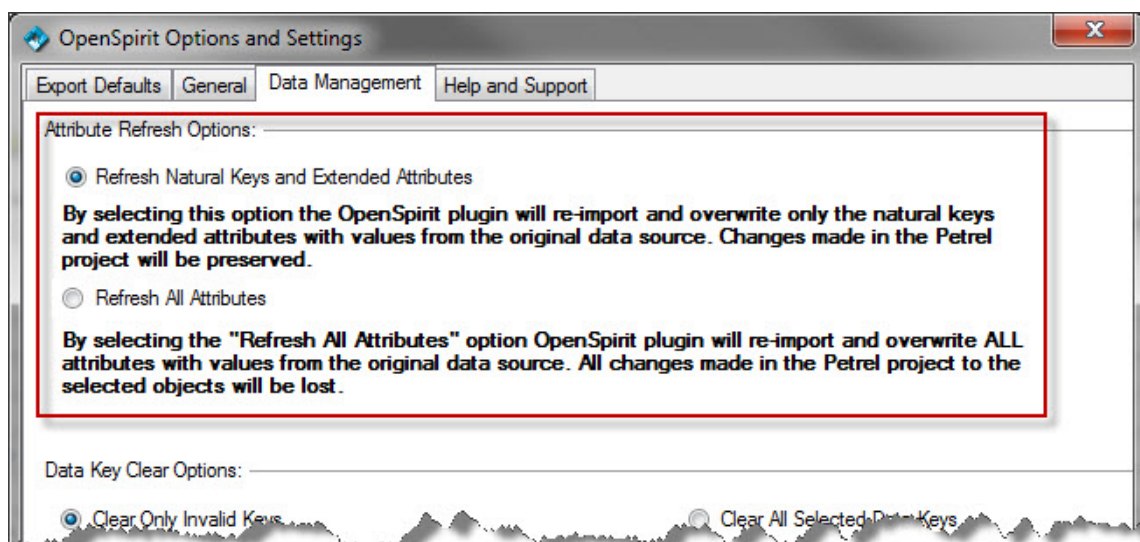 OpenSpirit Options and Settings
Export Defaults General Data Management Help and Support
Attribute Refresh Options:
Refresh Natural Keys and Extended Attributes
By selecting this option the OpenSpirit plugin will re-import and overwrite only the natural keys
and extended attributes with values from the original data source. Changes made in the Petrel
project will be preserved.
Refresh All Attributes
By selecting the "Refresh All Attributes" option OpenSpirit plugin will re-import and overwrite ALL
attributes with values from the original data source. All changes made in the Petrel project to the
selected objects will be lost.
Data Key Clear Options:
Clear Only Invalid Keys
Clear All Selected Data Keys